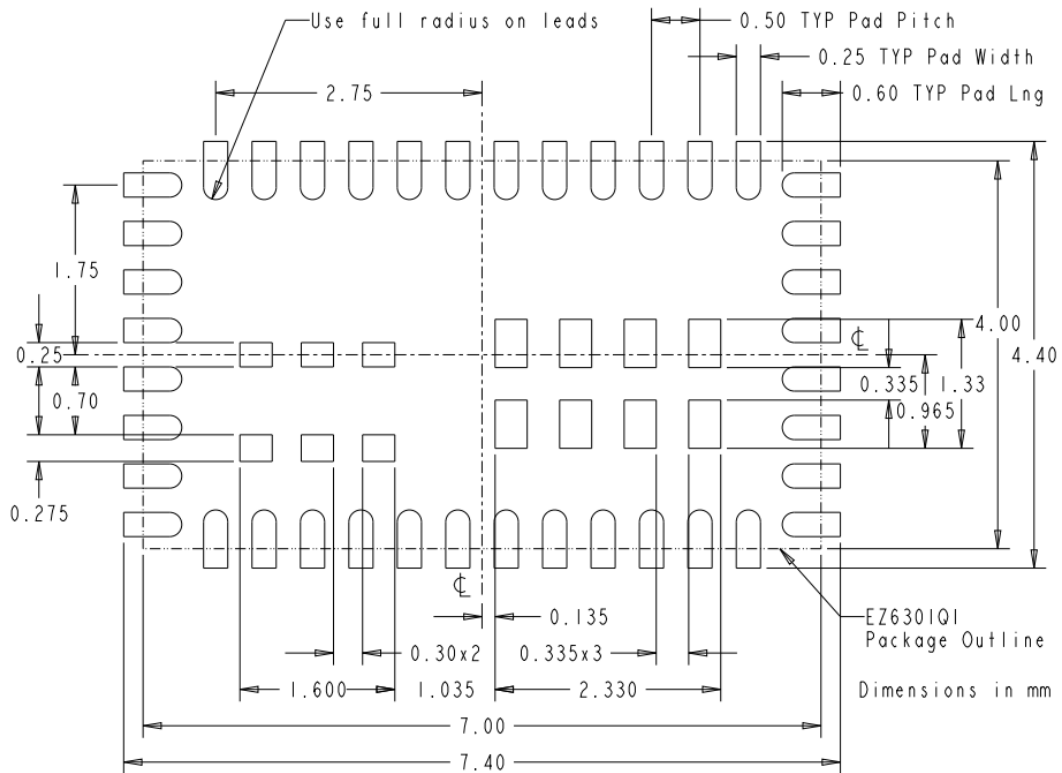 Use full radius on leads
0.50 TYP Pad Pitch
0.25 TYP Pad Width
2.75
0.60 TYP Pad Lng
1.75
4.00
℄
0.25
4.40
0.335
1.33
0.70
0.965
0.275
℄
0.135
EZ6301QI
Package Outline
0.30x2
0.335x3
1.600
1.035
2.330
Dimensions in mm
7.00
7.40